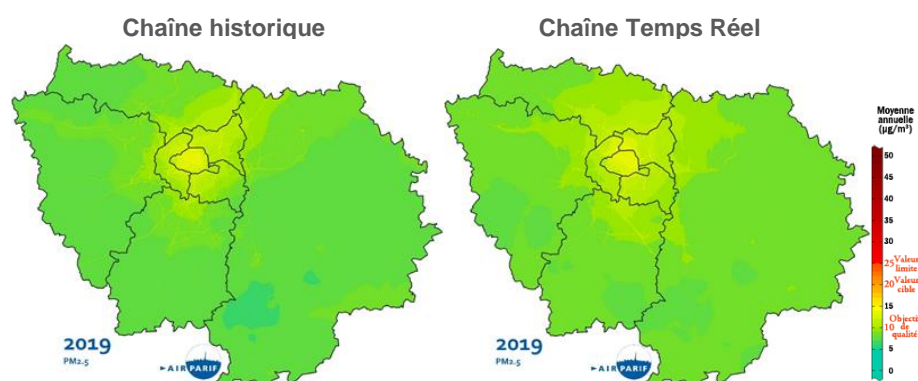 Chaîne historique
Chaîne Temps Réel
2019
PM2.5
AIR PARIF
2019
PM2.5
AIR PARIF
Moyenne
annuelle
(µg/m³)
50
45
40
35
30
25 Valeur
limite
20 Valeur
cible
15
Objecti
10 de
qualité
5
0